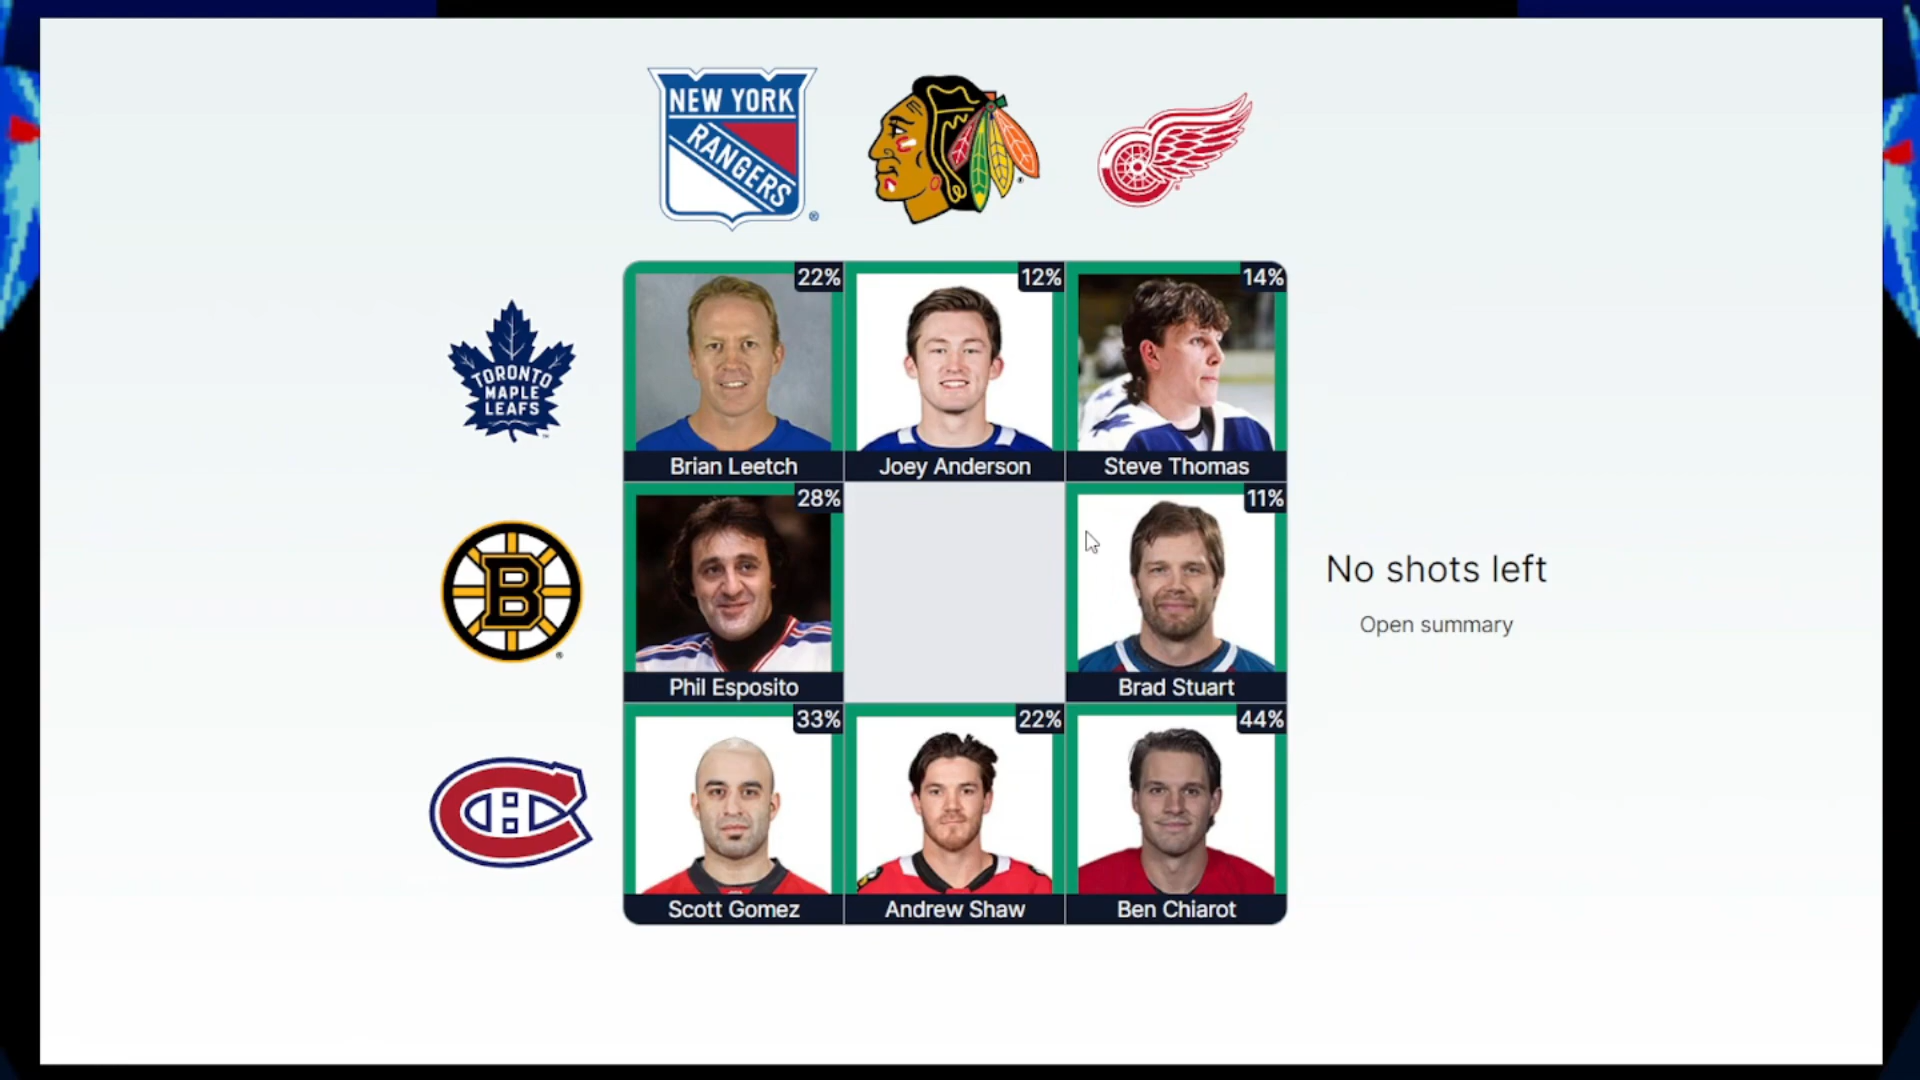 NEW YORK
RANGERS
®
TORONTO
MAPLE
LEAFS
22%
12%
14%
Brian Leetch
Joey Anderson
Steve Thomas
B
28%
11%
Phil Esposito
Brad Stuart
No shots left
Open summary
CH
33%
22%
44%
Scott Gomez
Andrew Shaw
Ben Chiarot